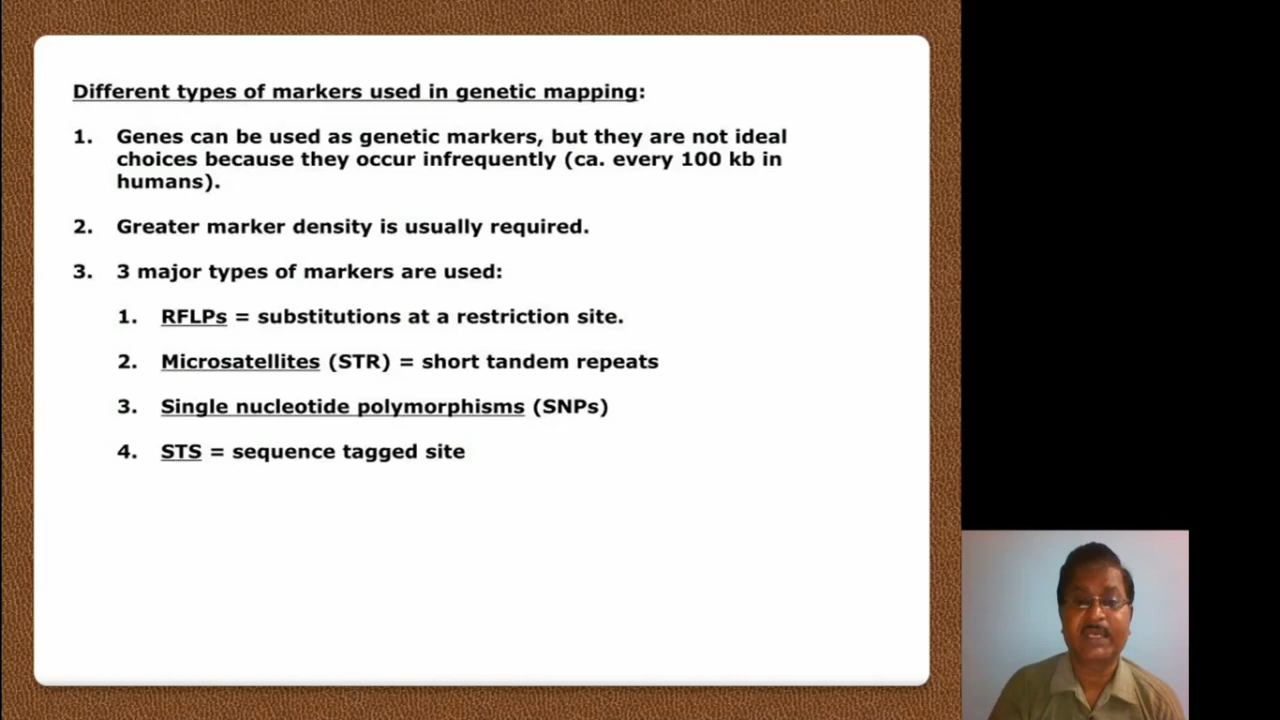 Different types of markers used in genetic mapping:
1. Genes can be used as genetic markers, but they are not ideal
choices because they occur infrequently (ca. every 100 kb in
humans).
2. Greater marker density is usually required.
3. 3 major types of markers are used:
1. RFLPs = substitutions at a restriction site.
2. Microsatellites (STR) = short tandem repeats
3. Single nucleotide polymorphisms (SNPs)
4. STS = sequence tagged site